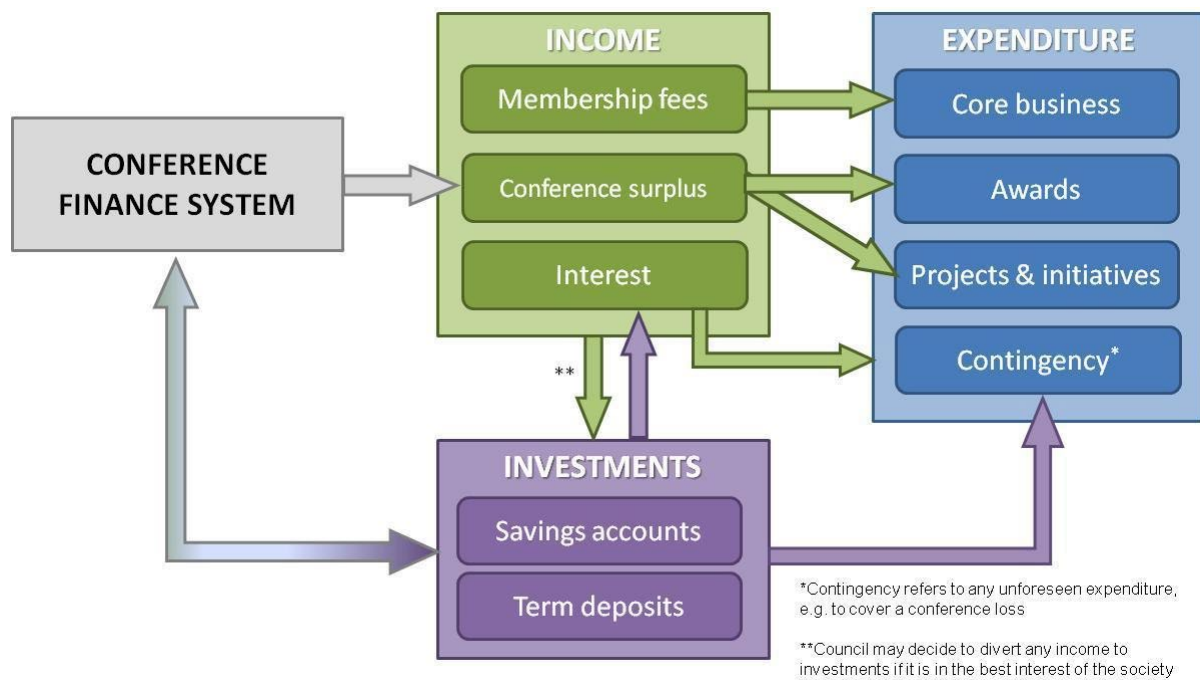 INCOME
Membership fees
Conference surplus
Interest
EXPENDITURE
Core business
Awards
Projects & initiatives
Contingency*
CONFERENCE
FINANCE SYSTEM
**
INVESTMENTS
Savings accounts
Term deposits
*Contingency refers to any unforeseen expenditure,
e.g. to cover a conference loss
**Council may decide to divert any income to
investments if it is in the best interest of the society